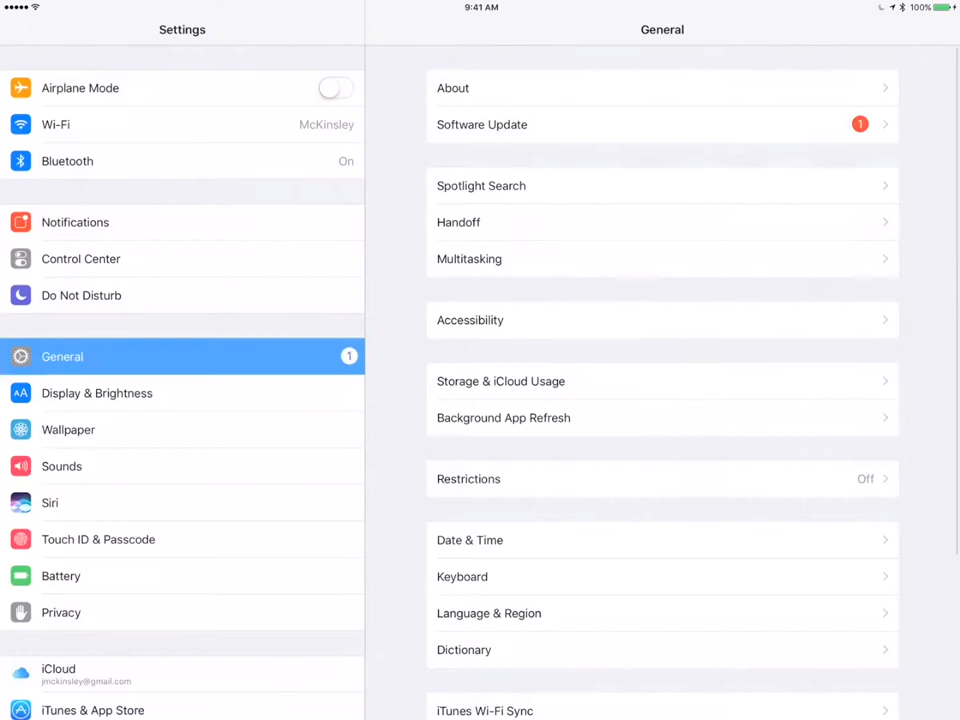 9:41 AM
100%
Settings
General
Airplane Mode
Wi-Fi McKinsley
Bluetooth On
Notifications
Control Center
Do Not Disturb
General 1
Display & Brightness
Wallpaper
Sounds
Siri
Touch ID & Passcode
Battery
Privacy
iCloud
jmckinsley@gmail.com
iTunes & App Store
About
Software Update 1
Spotlight Search
Handoff
Multitasking
Accessibility
Storage & iCloud Usage
Background App Refresh
Restrictions Off
Date & Time
Keyboard
Language & Region
Dictionary
iTunes Wi-Fi Sync